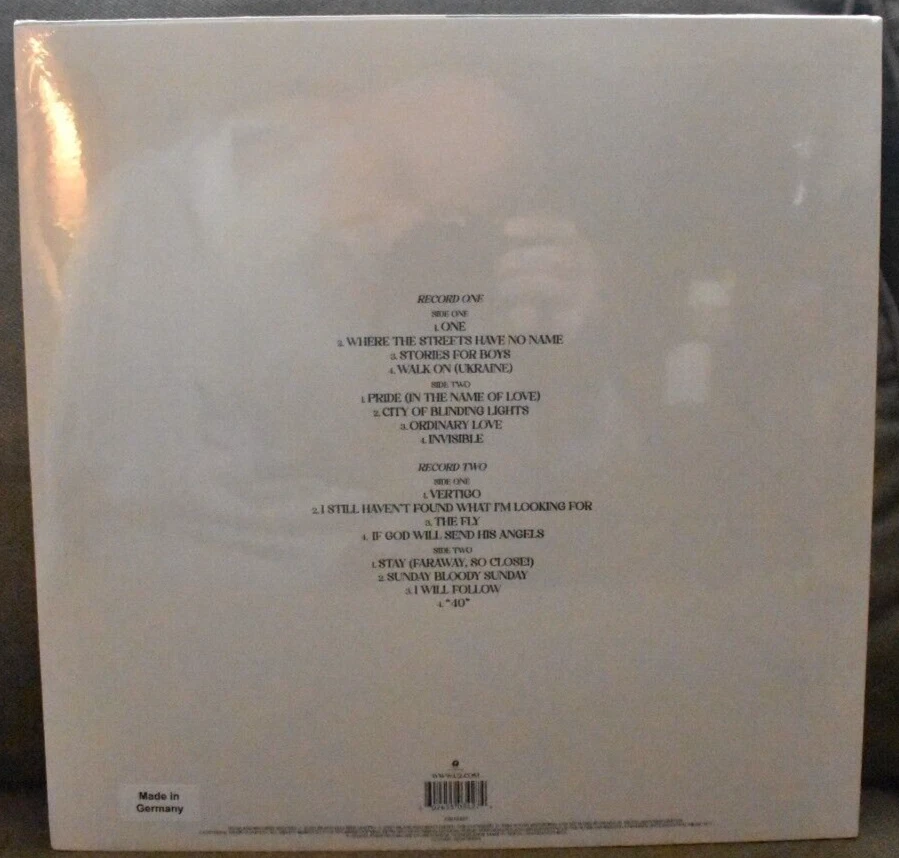 RECORD ONE
SIDE ONE
1. ONE
2. WHERE THE STREETS HAVE NO NAME
3. STORIES FOR BOYS
4. WALK ON (UKRAINE)
SIDE TWO
1. PRIDE (IN THE NAME OF LOVE)
2. CITY OF BLINDING LIGHTS
3. ORDINARY LOVE
4. INVISIBLE
RECORD TWO
SIDE ONE
1. VERTIGO
2. I STILL HAVEN'T FOUND WHAT I'M LOOKING FOR
3. THE FLY
4. IF GOD WILL SEND HIS ANGELS
SIDE TWO
1. STAY (FARAWAY, SO CLOSE!)
2. SUNDAY BLOODY SUNDAY
3. I WILL FOLLOW
4. "40"
WWW.U2.COM
Made in
Germany